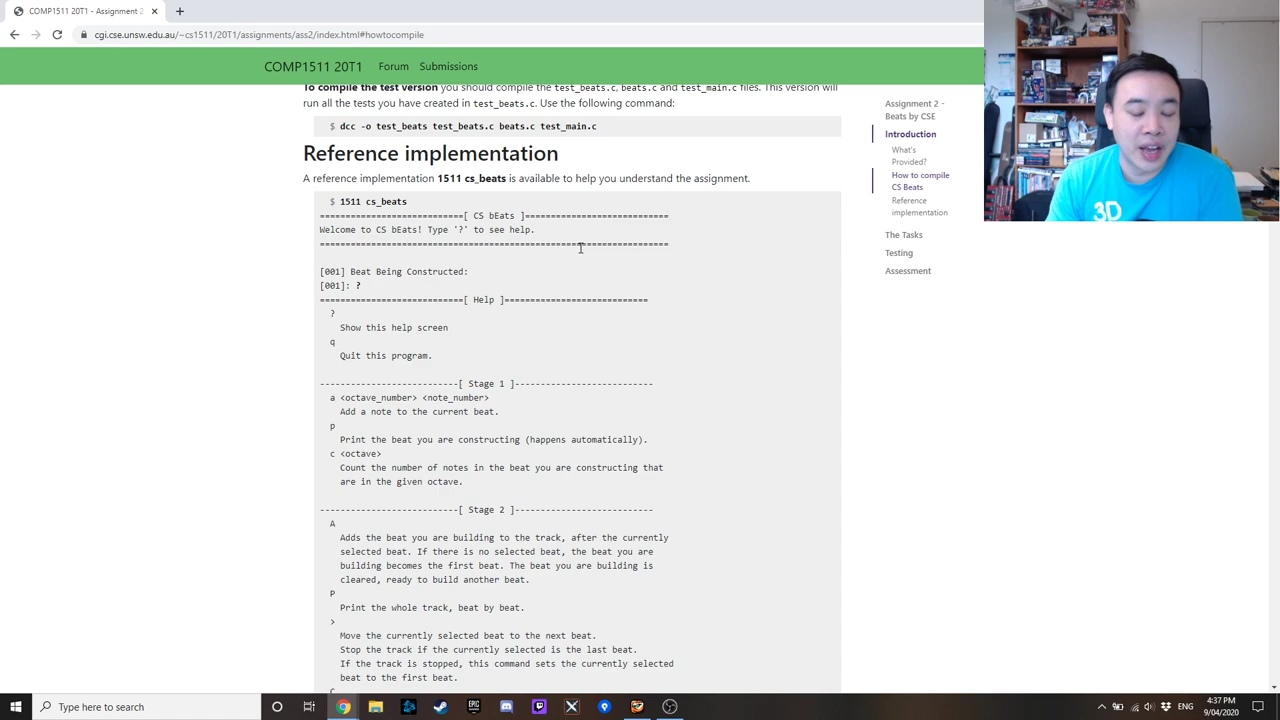 COMP1511 20T1 - Assignment 2
cgi.cse.unsw.edu.au/~cs1511/20T1/assignments/ass2/index.html#howtocompile
COMP1511 20T1 Forum Submissions
To compile the test version you should compile the test_beats.c, beats.c and test_main.c files. This version will
run all the tests you have created in test_beats.c. Use the following command:
$ dcc -o test_beats test_beats.c beats.c test_main.c
Reference implementation
A reference implementation 1511 cs_beats is available to help you understand the assignment.
$ 1511 cs_beats
===========================[ CS bEats ]===========================
Welcome to CS bEats! Type '?' to see help.
==================================================================
[001] Beat Being Constructed:
[001]: ?
===========================[ Help ]===========================
?
Show this help screen
q
Quit this program.
---------------------------[ Stage 1 ]---------------------------
a <octave_number> <note_number>
Add a note to the current beat.
p
Print the beat you are constructing (happens automatically).
c <octave>
Count the number of notes in the beat you are constructing that
are in the given octave.
---------------------------[ Stage 2 ]---------------------------
A
Adds the beat you are building to the track, after the currently
selected beat. If there is no selected beat, the beat you are
building becomes the first beat. The beat you are building is
cleared, ready to build another beat.
P
Print the whole track, beat by beat.
>
Move the currently selected beat to the next beat.
Stop the track if the currently selected is the last beat.
If the track is stopped, this command sets the currently selected
beat to the first beat.
Assignment 2 -
Beats by CSE
Introduction
What's
Provided?
How to compile
CS Beats
Reference
implementation
The Tasks
Testing
Assessment
3D
Type here to search
EPIC
ENG
4:37 PM
9/04/2020